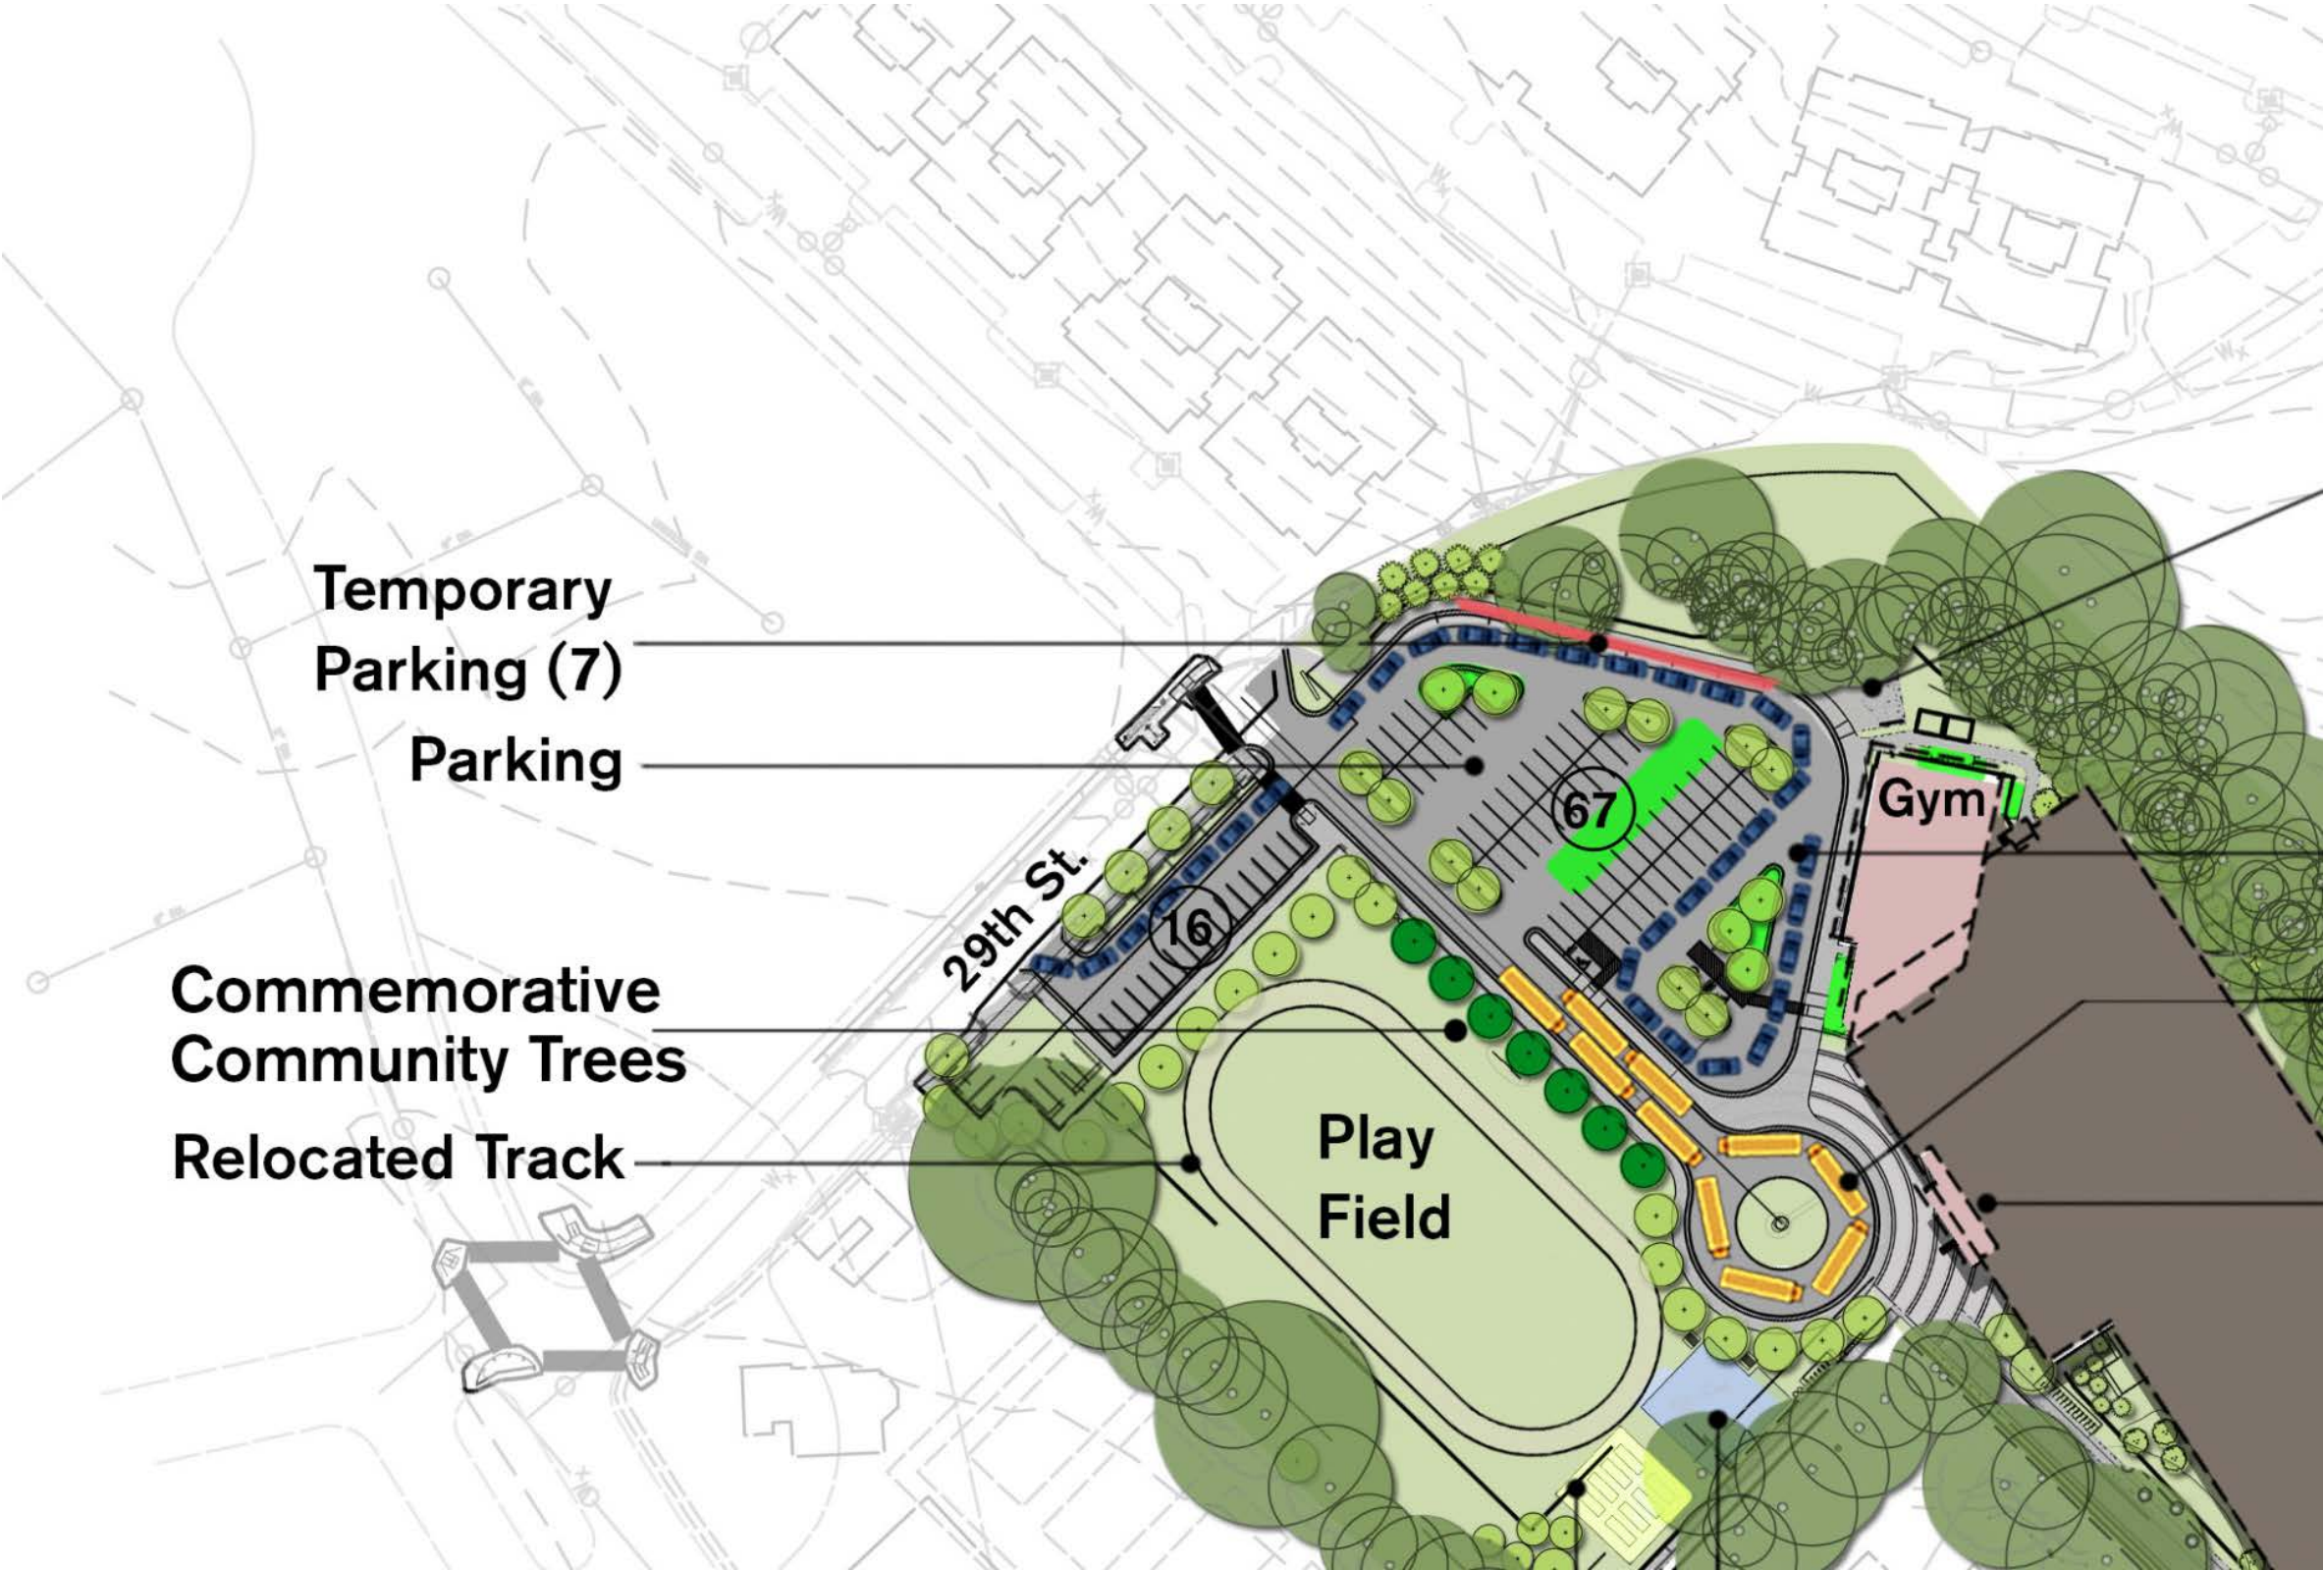 Temporary
Parking (7)
Parking
67
Gym
29th St.
16
Commemorative
Community Trees
Relocated Track
Play
Field